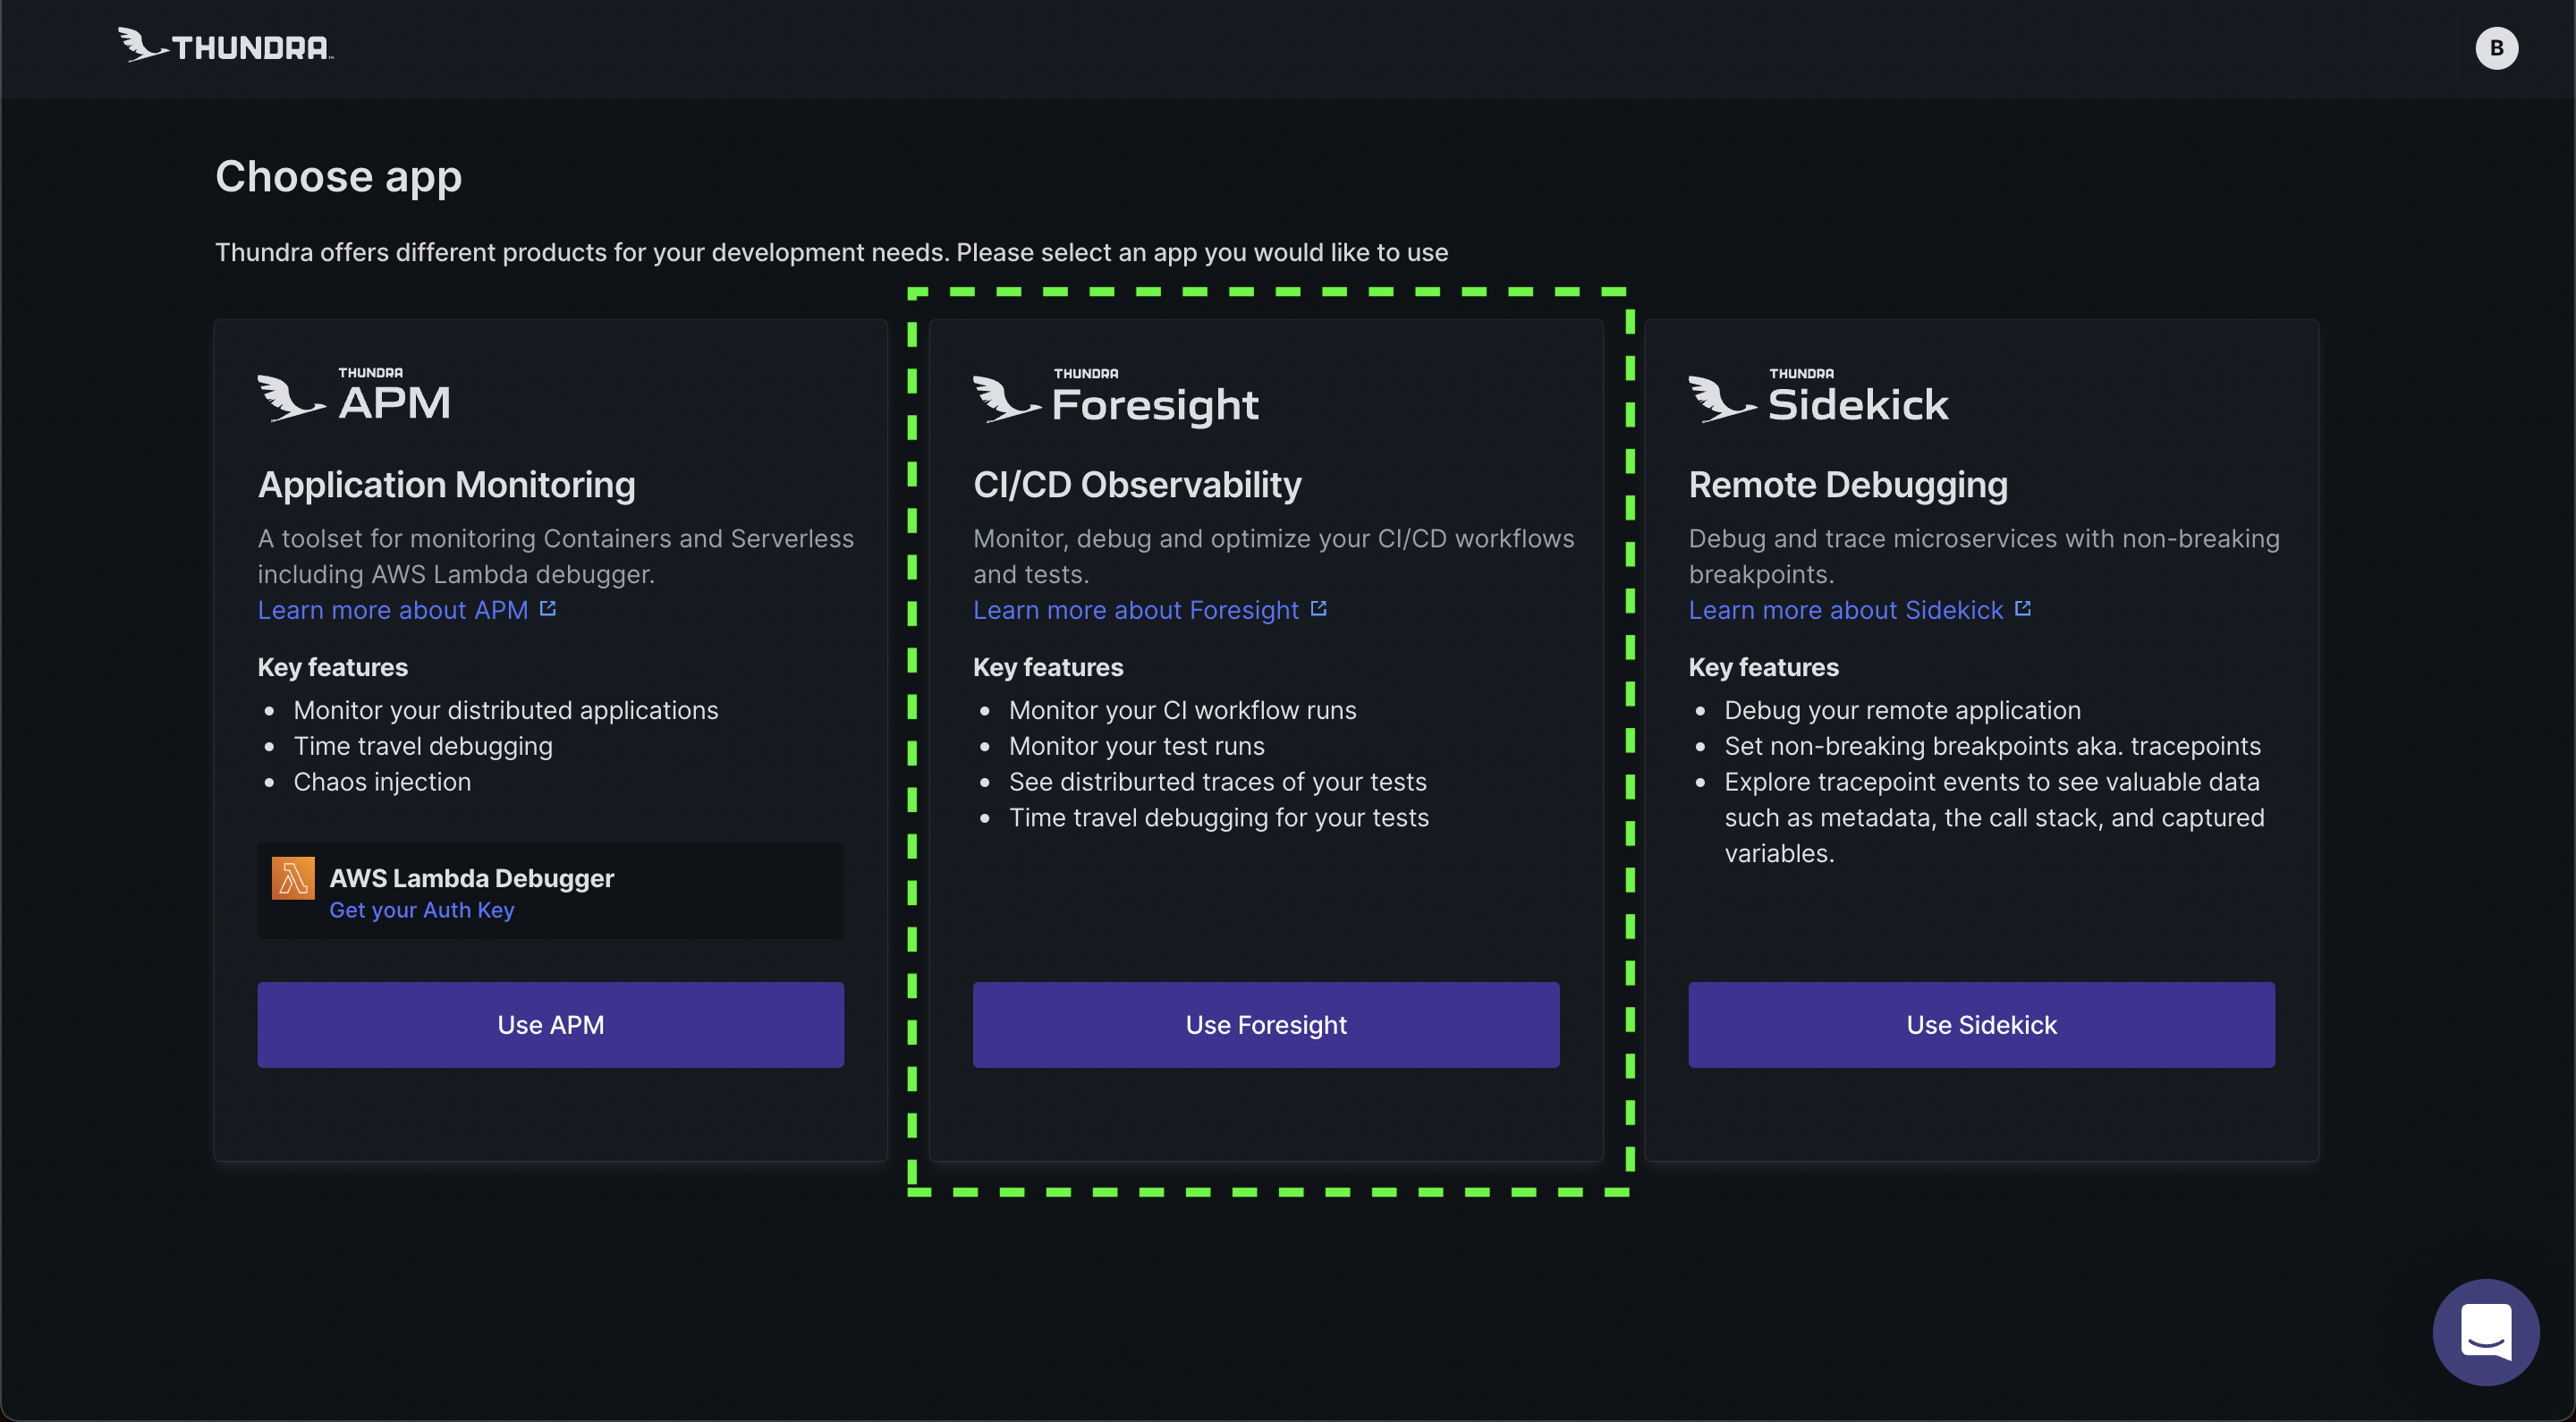 THUNDRA™
B
Choose app
Thundra offers different products for your development needs. Please select an app you would like to use
THUNDRA
APM
Application Monitoring
A toolset for monitoring Containers and Serverless
including AWS Lambda debugger.
Learn more about APM
Key features
• Monitor your distributed applications
• Time travel debugging
• Chaos injection
AWS Lambda Debugger
Get your Auth Key
Use APM
THUNDRA
Foresight
CI/CD Observability
Monitor, debug and optimize your CI/CD workflows
and tests.
Learn more about Foresight
Key features
• Monitor your CI workflow runs
• Monitor your test runs
• See distriburted traces of your tests
• Time travel debugging for your tests
Use Foresight
THUNDRA
Sidekick
Remote Debugging
Debug and trace microservices with non-breaking
breakpoints.
Learn more about Sidekick
Key features
• Debug your remote application
• Set non-breaking breakpoints aka. tracepoints
• Explore tracepoint events to see valuable data
such as metadata, the call stack, and captured
variables.
Use Sidekick